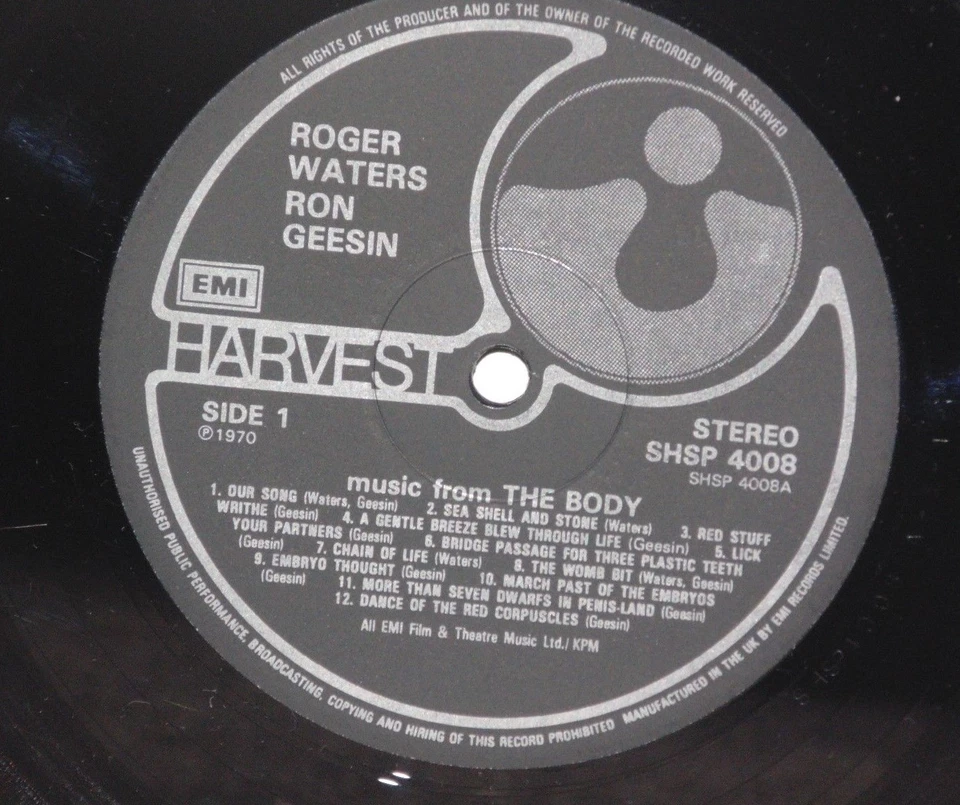 ALL RIGHTS OF THE PRODUCER AND OF THE OWNER OF THE RECORDED WORK RESERVED
ROGER
WATERS
RON
GEESIN
EMI
HARVEST
SIDE 1
Ⓟ1970
STEREO
SHSP 4008
SHSP 4008A
music from THE BODY
1. OUR SONG (Waters, Geesin) 2. SEA SHELL AND STONE (Waters) 3. RED STUFF
WRITHE (Geesin) 4. A GENTLE BREEZE BLEW THROUGH LIFE (Geesin) 5. LICK
YOUR PARTNERS (Geesin) 6. BRIDGE PASSAGE FOR THREE PLASTIC TEETH
(Geesin) 7. CHAIN OF LIFE (Waters) 8. THE WOMB BIT (Waters, Geesin)
9. EMBRYO THOUGHT (Geesin) 10. MARCH PAST OF THE EMBRYOS
(Geesin) 11. MORE THAN SEVEN DWARFS IN PENIS-LAND (Geesin)
12. DANCE OF THE RED CORPUSCLES (Geesin)
All EMI Film & Theatre Music Ltd./KPM
UNAUTHORISED PUBLIC PERFORMANCE, BROADCASTING, COPYING AND HIRING OF THIS RECORD PROHIBITED MANUFACTURED IN THE UK BY EMI RECORDS LIMITED.